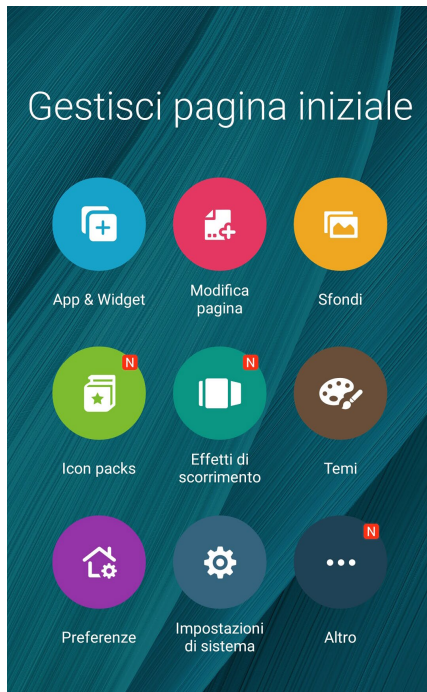 Gestisci pagina iniziale
App & Widget
Modifica
pagina
Sfondi
N
N
Icon packs
Effetti di
scorrimento
Temi
N
Preferenze
Impostazioni
di sistema
Altro